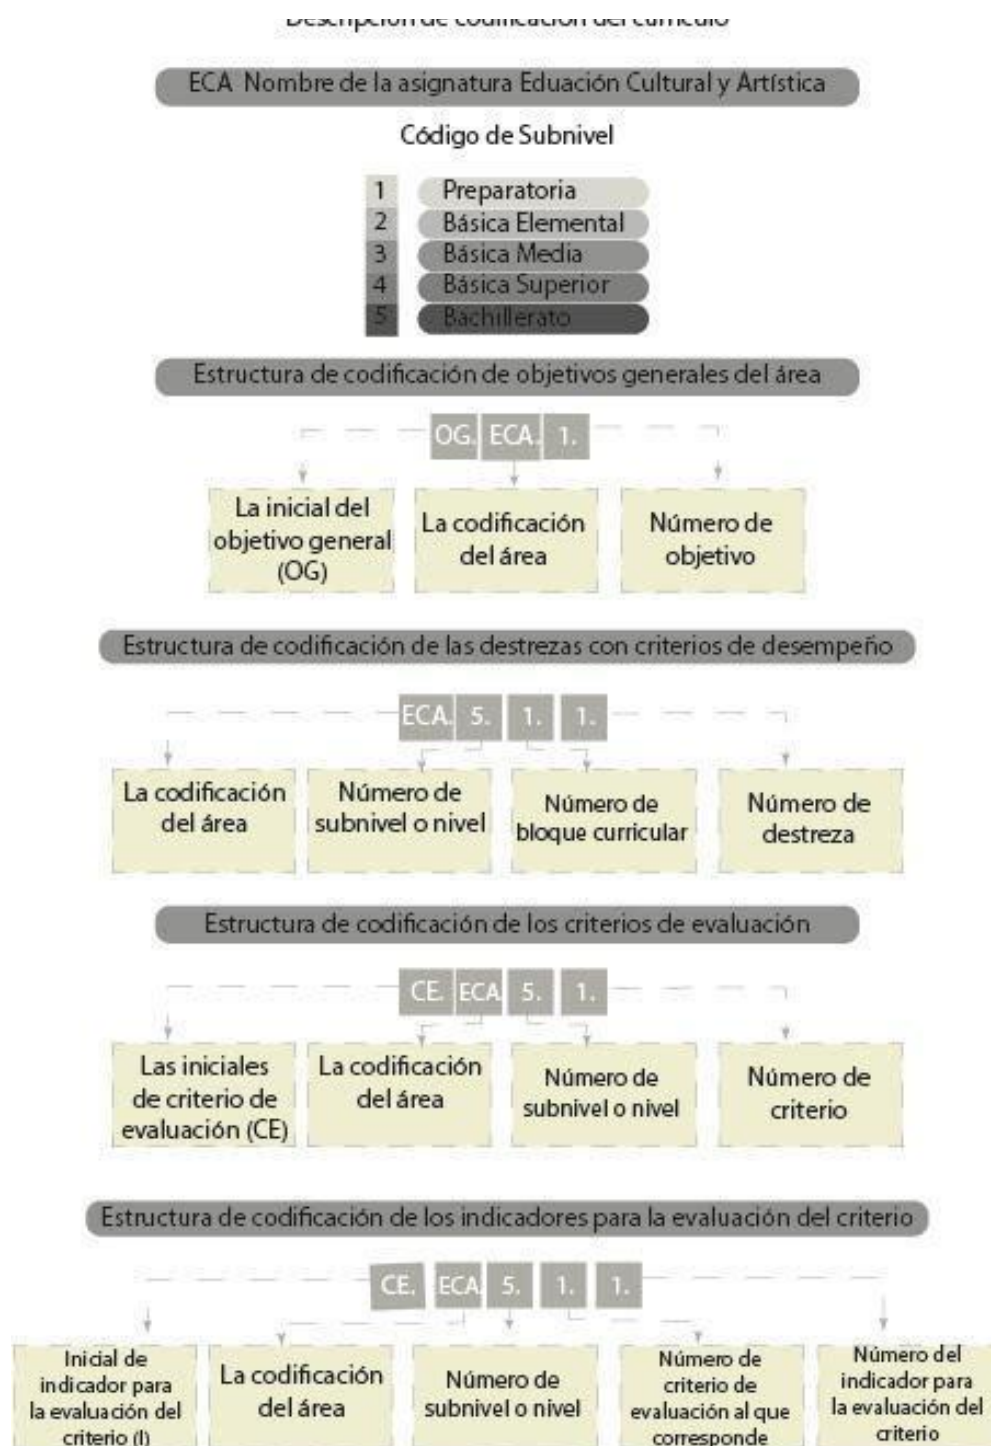 Descripción de codificación del currículo
ECA Nombre de la asignatura Eduación Cultural y Artística
Código de Subnivel
1 Preparatoria
2 Básica Elemental
3 Básica Media
4 Básica Superior
5 Bachillerato
Estructura de codificación de objetivos generales del área
OG. ECA. 1.
La inicial del
objetivo general
(OG)
La codificación
del área
Número de
objetivo
Estructura de codificación de las destrezas con criterios de desempeño
ECA. 5. 1. 1.
La codificación
del área
Número de
subnivel o nivel
Número de
bloque curricular
Número de
destreza
Estructura de codificación de los criterios de evaluación
CE. ECA 5. 1.
Las iniciales
de criterio de
evaluación (CE)
La codificación
del área
Número de
subnivel o nivel
Número de
criterio
Estructura de codificación de los indicadores para la evaluación del criterio
CE. ECA 5. 1. 1.
Inicial de
indicador para
la evaluación del
criterio (I)
La codificación
del área
Número de
subnivel o nivel
Número de
criterio de
evaluación al que
corresponde
Número del
indicador para
la evaluación del
criterio